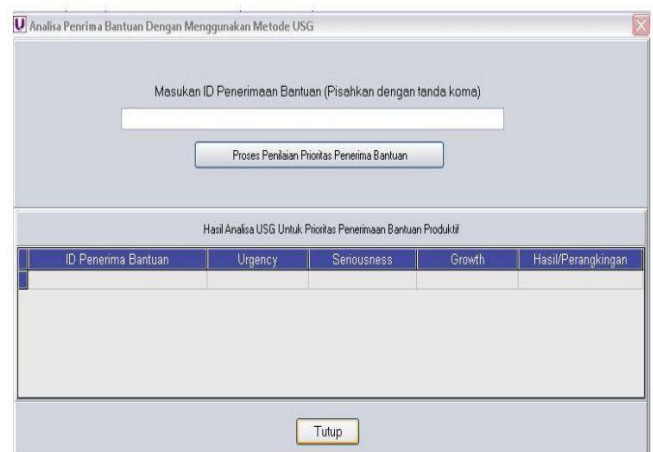 Analisa Penrima Bantuan Dengan Menggunakan Metode USG
Masukan ID Penerimaan Bantuan (Pisahkan dengan tanda koma)
Proses Penilaian Prioritas Penerima Bantuan
Hasil Analisa USG Untuk Prioritas Penerimaan Bantuan Produktif
ID Penerima Bantuan Urgency Seriousness Growth Hasil/Perangkingan
Tutup